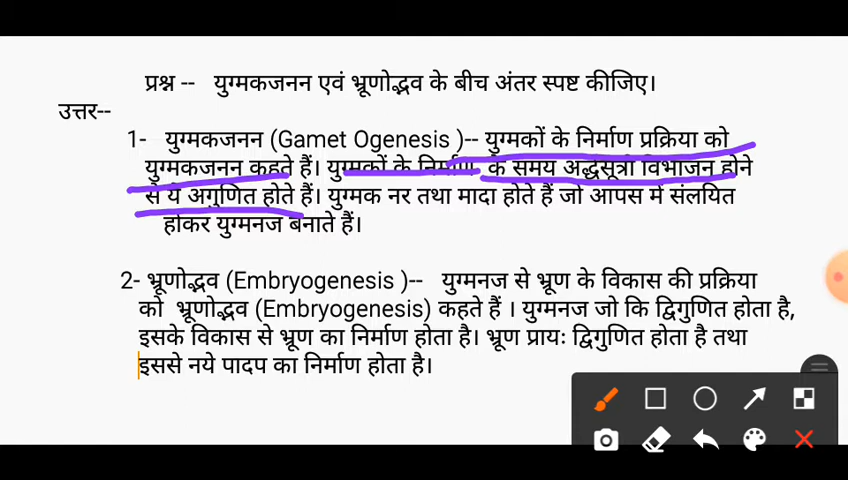 प्रश्न -- युग्मकजनन एवं भ्रूणोद्भव के बीच अंतर स्पष्ट कीजिए।
उत्तर--
1- युग्मकजनन (Gamet Ogenesis )-- युग्मकों के निर्माण प्रक्रिया को
युग्मकजनन कहते हैं। युग्मकों के निर्माण के समय अर्द्धसूत्री विभाजन होने
से ये अगुणित होते हैं। युग्मक नर तथा मादा होते हैं जो आपस में संलयित
होकर युग्मनज बनाते हैं।
2- भ्रूणोद्भव (Embryogenesis )-- युग्मनज से भ्रूण के विकास की प्रक्रिया
को भ्रूणोद्भव (Embryogenesis) कहते हैं । युग्मनज जो कि द्विगुणित होता है,
इसके विकास से भ्रूण का निर्माण होता है। भ्रूण प्रायः द्विगुणित होता है तथा
इससे नये पादप का निर्माण होता है।